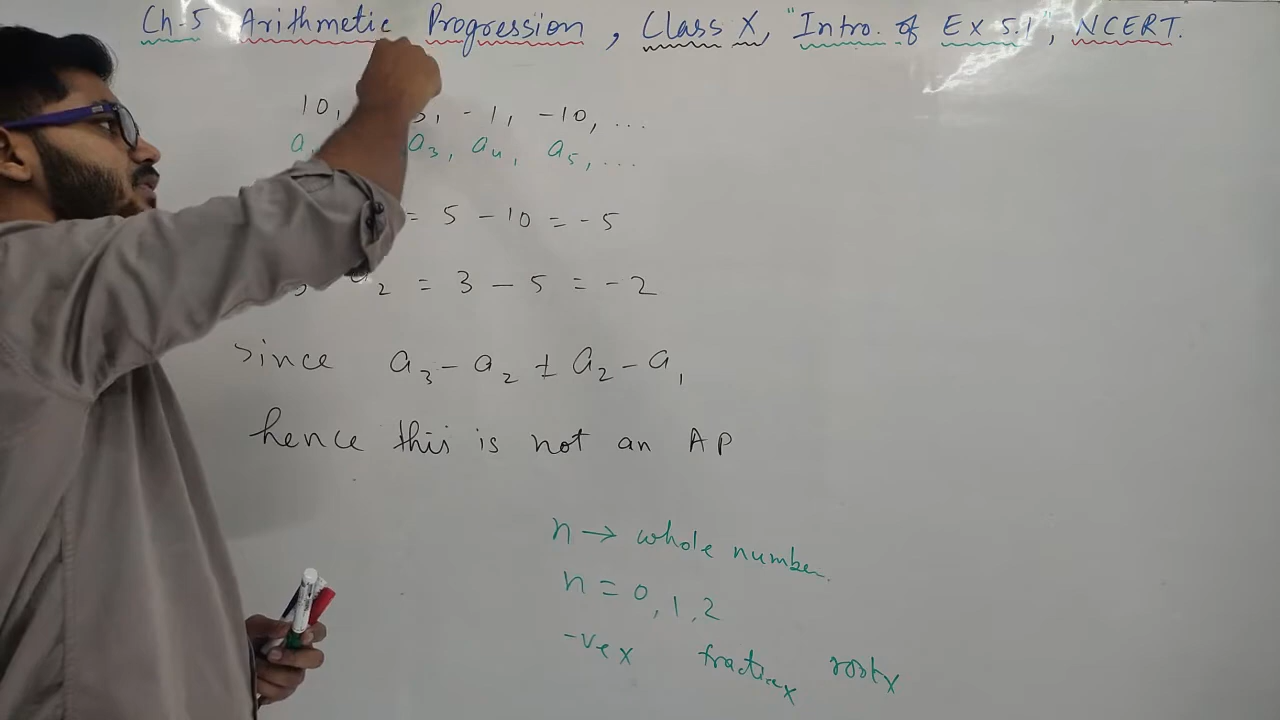 Ch-5 Arithmetic Progression, Class X, "Intro. of Ex 5.1", NCERT.
10, 3, -1, -10, ...
a₃, a₄, a₅, ...
= 5 - 10 = -5
a₂ = 3 - 5 = -2
Since a₃ - a₂ ≠ a₂ - a₁
hence this is not an AP
n → whole number.
n = 0, 1, 2
-ve x fraction x root x